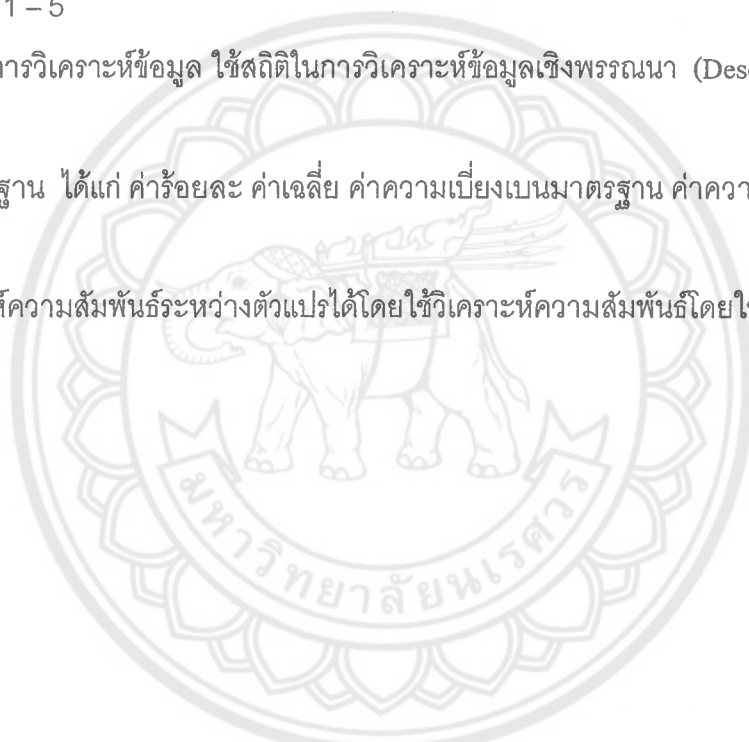 1 – 5
การวิเคราะห์ข้อมูล ใช้สถิติในการวิเคราะห์ข้อมูลเชิงพรรณนา (Des
ฐาน ได้แก่ ค่าร้อยละ ค่าเฉลี่ย ค่าความเบี่ยงเบนมาตรฐาน ค่าควา
ห์ความสัมพันธ์ระหว่างตัวแปรได้โดยใช้วิเคราะห์ความสัมพันธ์โดยใ
มหาวิทยาลัยนเรศวร